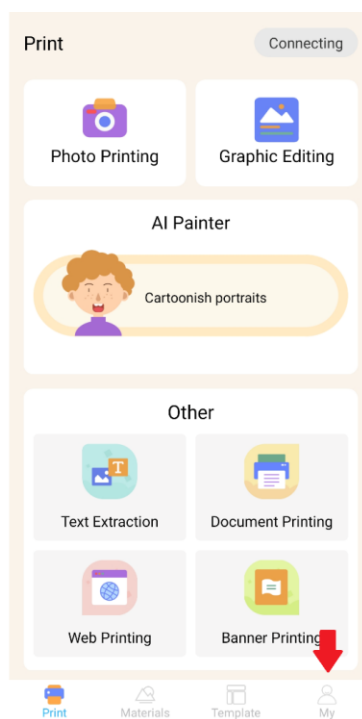 Print
Connecting
Photo Printing
Graphic Editing
AI Painter
Cartoonish portraits
Other
T
Text Extraction
Document Printing
Web Printing
Banner Printing
Print
Materials
Template
My